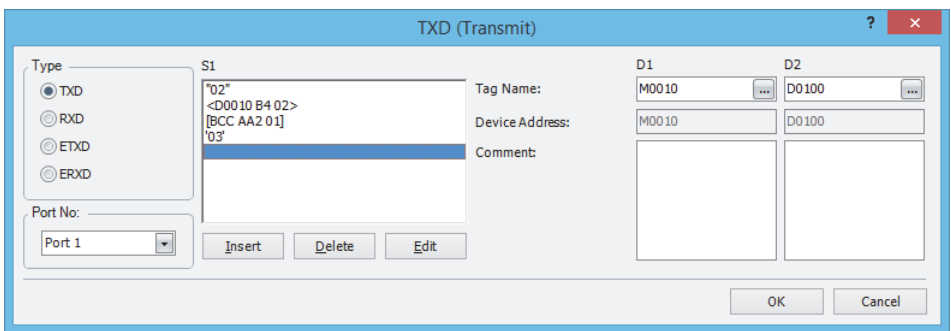 TXD (Transmit)
? ×
Type
TXD
RXD
ETXD
ERXD
Port No:
Port 1
S1
"02"
<D0010 B4 02>
[BCC AA2 01]
'03'
Insert Delete Edit
D1 D2
Tag Name: M0010 ... D0100 ...
Device Address: M0010 D0100
Comment:
OK Cancel